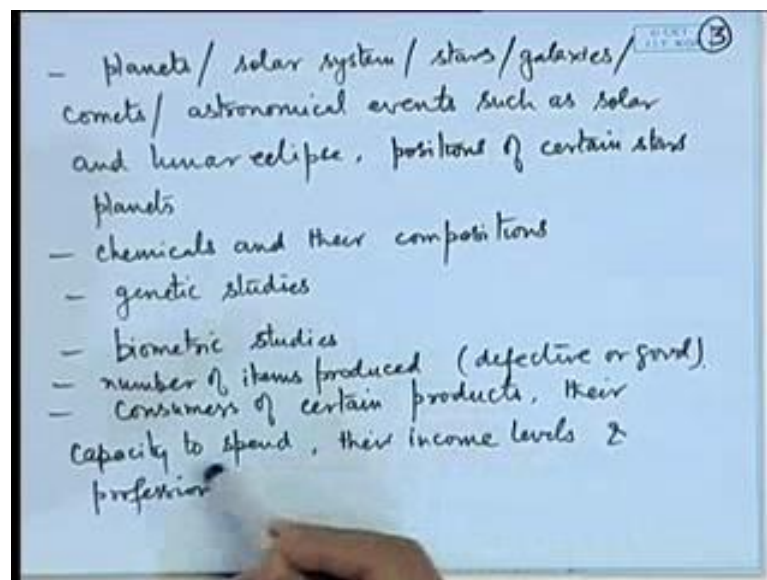 3
- planets/ solar system/ stars/galaxies/
comets/ astronomical events such as solar
and lunar eclipse, positions of certain stars
planets
- chemicals and their compositions
- genetic studies
- biometric studies
- number of items produced (defective or good).
- consumers of certain products, their
capacity to spend, their income levels &
profession